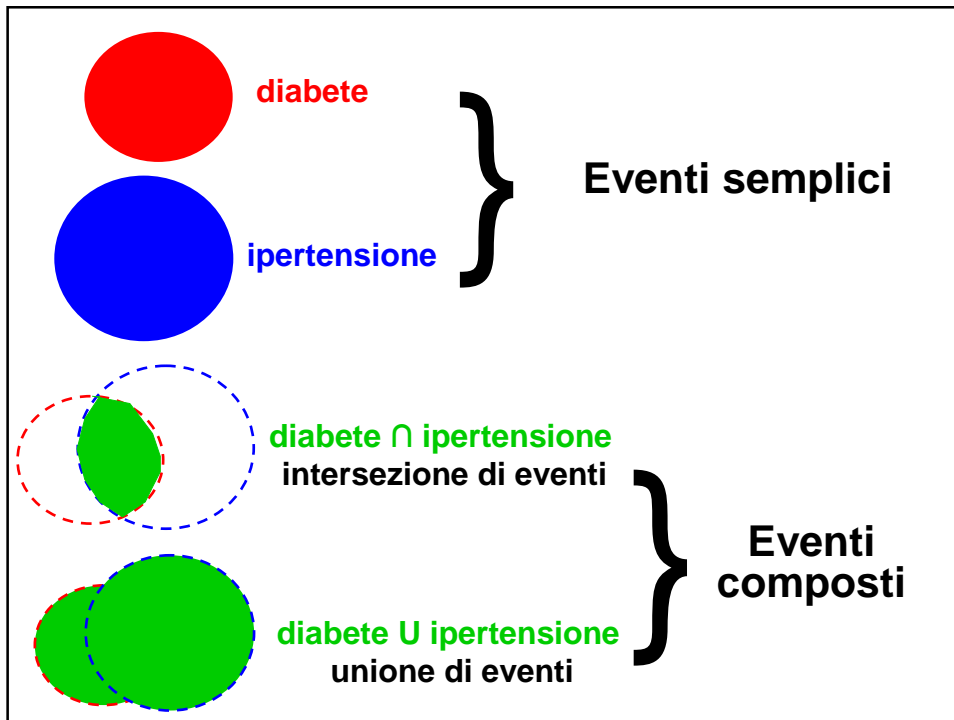 diabete
Eventi semplici
ipertensione
diabete ∩ ipertensione
intersezione di eventi
Eventi
composti
diabete U ipertensione
unione di eventi